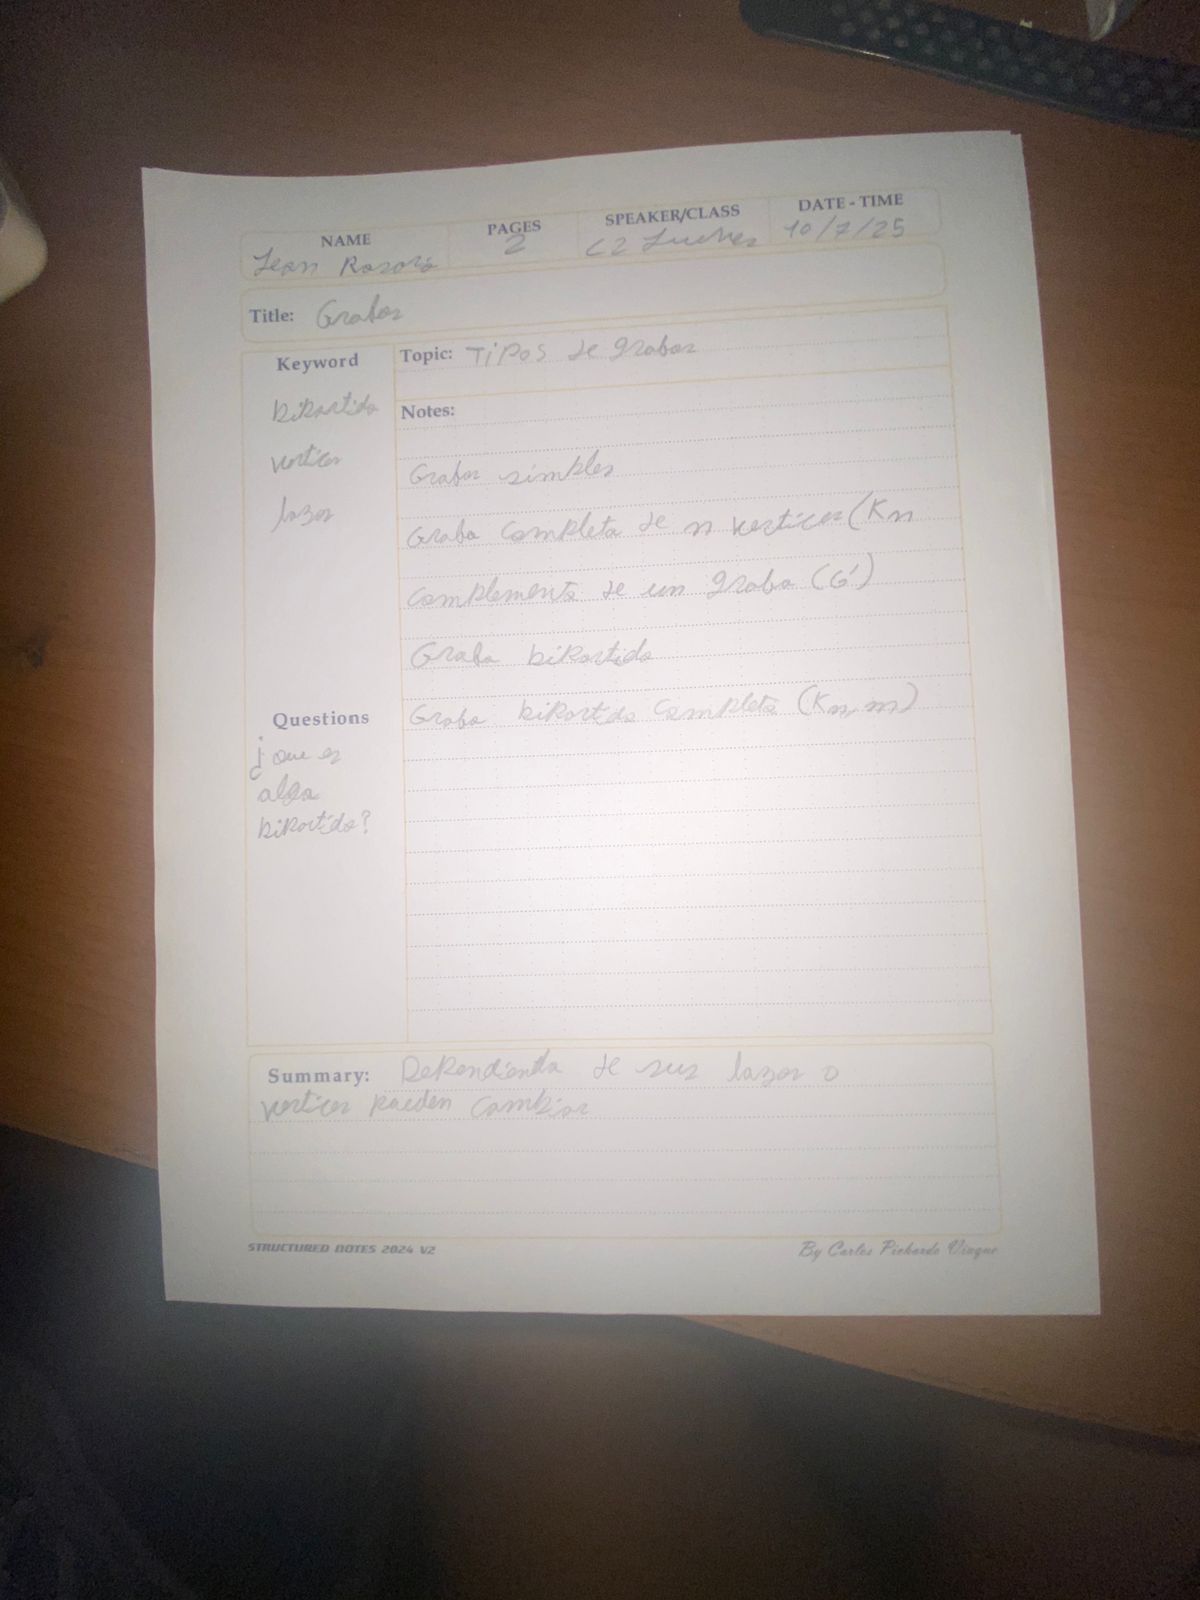 NAME
PAGES
SPEAKER/CLASS
DATE - TIME
Jean Rosario
2
C2 Jueves
10/7/25
Title: Grafos
Keyword
bipartido
vertices
lazos
Topic: Tipos de grafos
Notes:
Grafos simples
Grafo completo de n vertices (Kn
complemento de un grafo (G')
Grafo bipartido
Grafo bipartido completo (Kn,m)
Questions
¿que es
algo
bipartido?
Summary: Dependiendo de sus lazos o
vertices pueden cambiar
STRUCTURED NOTES 2024 V2
By Carlos Pichardo Viuque